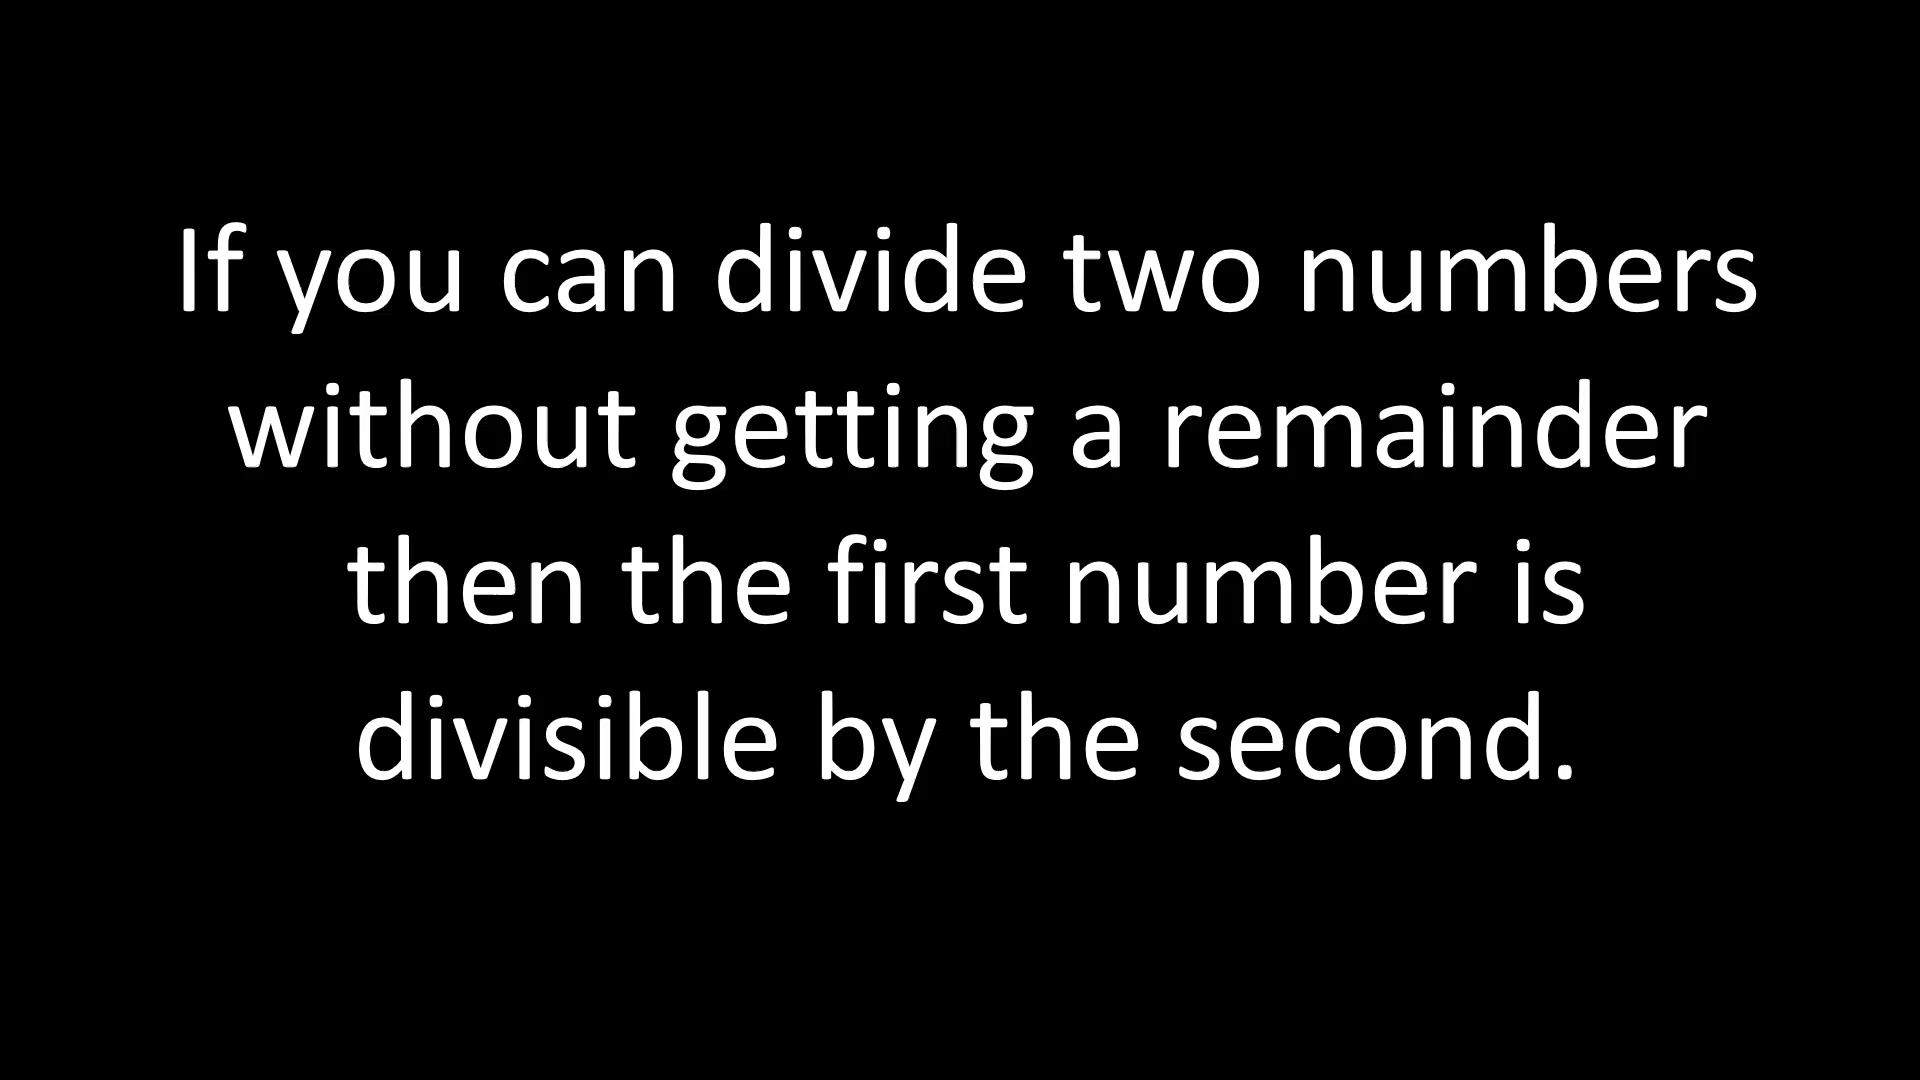 If you can divide two numbers
without getting a remainder
then the first number is
divisible by the second.